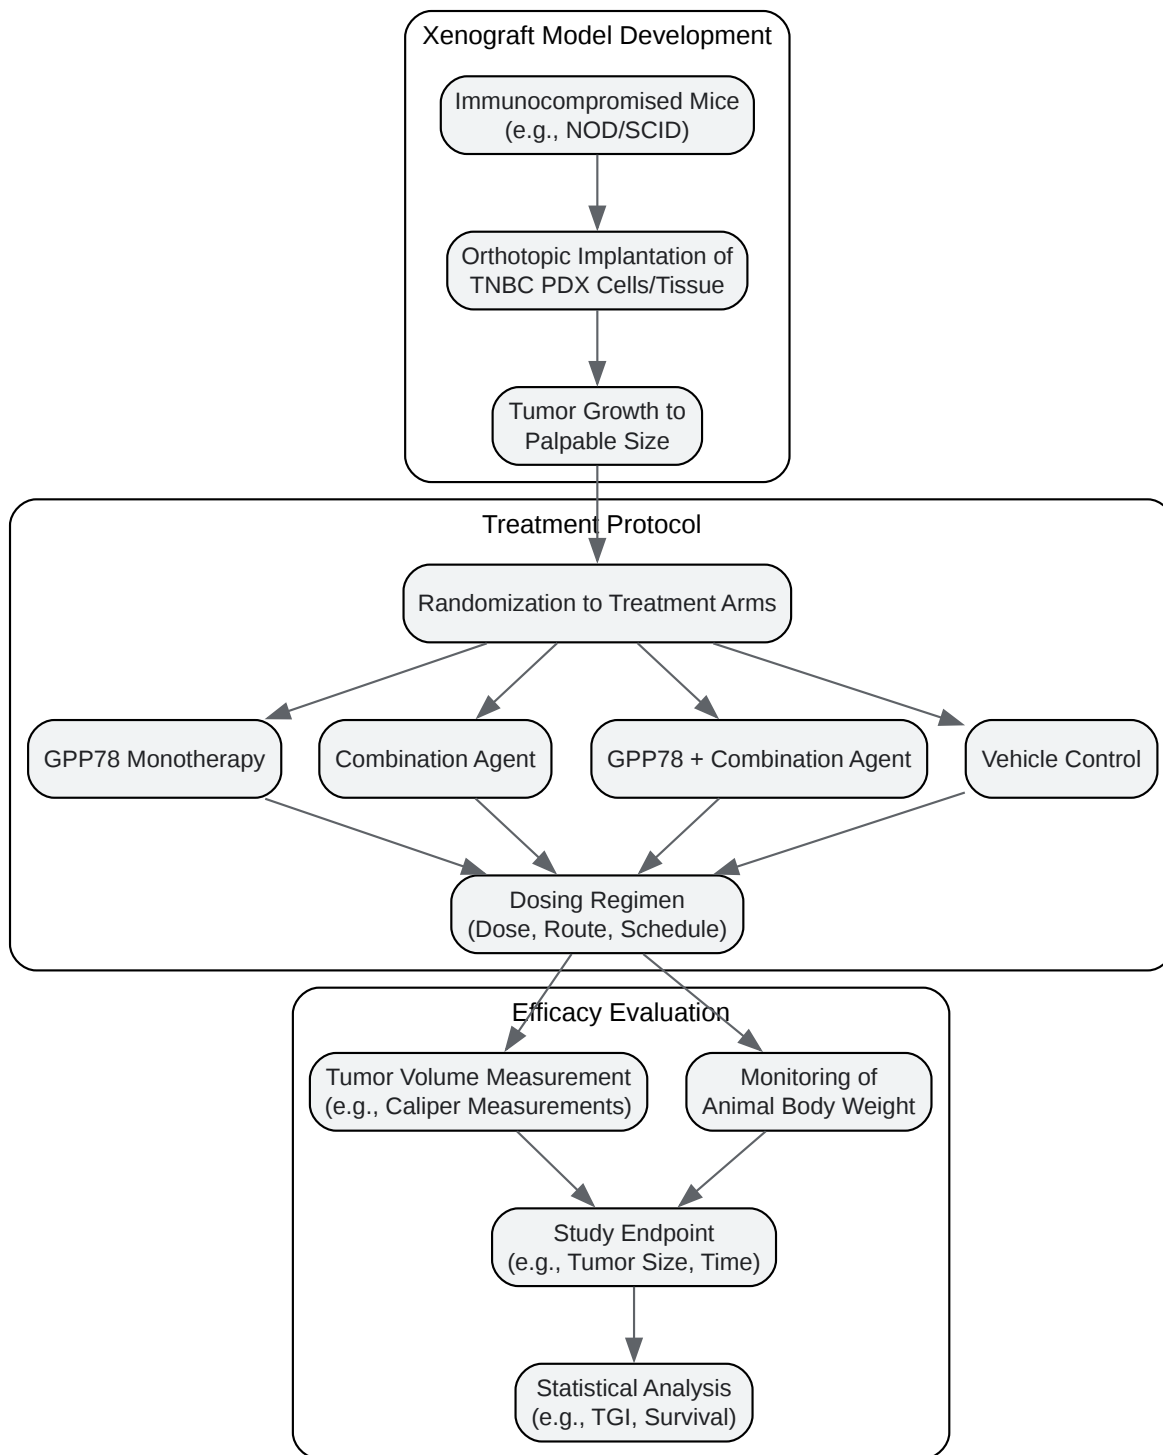 Xenograft Model Development
Immunocompromised Mice
(e.g., NOD/SCID)
Orthotopic Implantation of
TNBC PDX Cells/Tissue
Tumor Growth to
Palpable Size
Treatment Protocol
Randomization to Treatment Arms
GPP78 Monotherapy
Combination Agent
GPP78 + Combination Agent
Vehicle Control
Dosing Regimen
(Dose, Route, Schedule)
Efficacy Evaluation
Tumor Volume Measurement
(e.g., Caliper Measurements)
Monitoring of
Animal Body Weight
Study Endpoint
(e.g., Tumor Size, Time)
Statistical Analysis
(e.g., TGI, Survival)